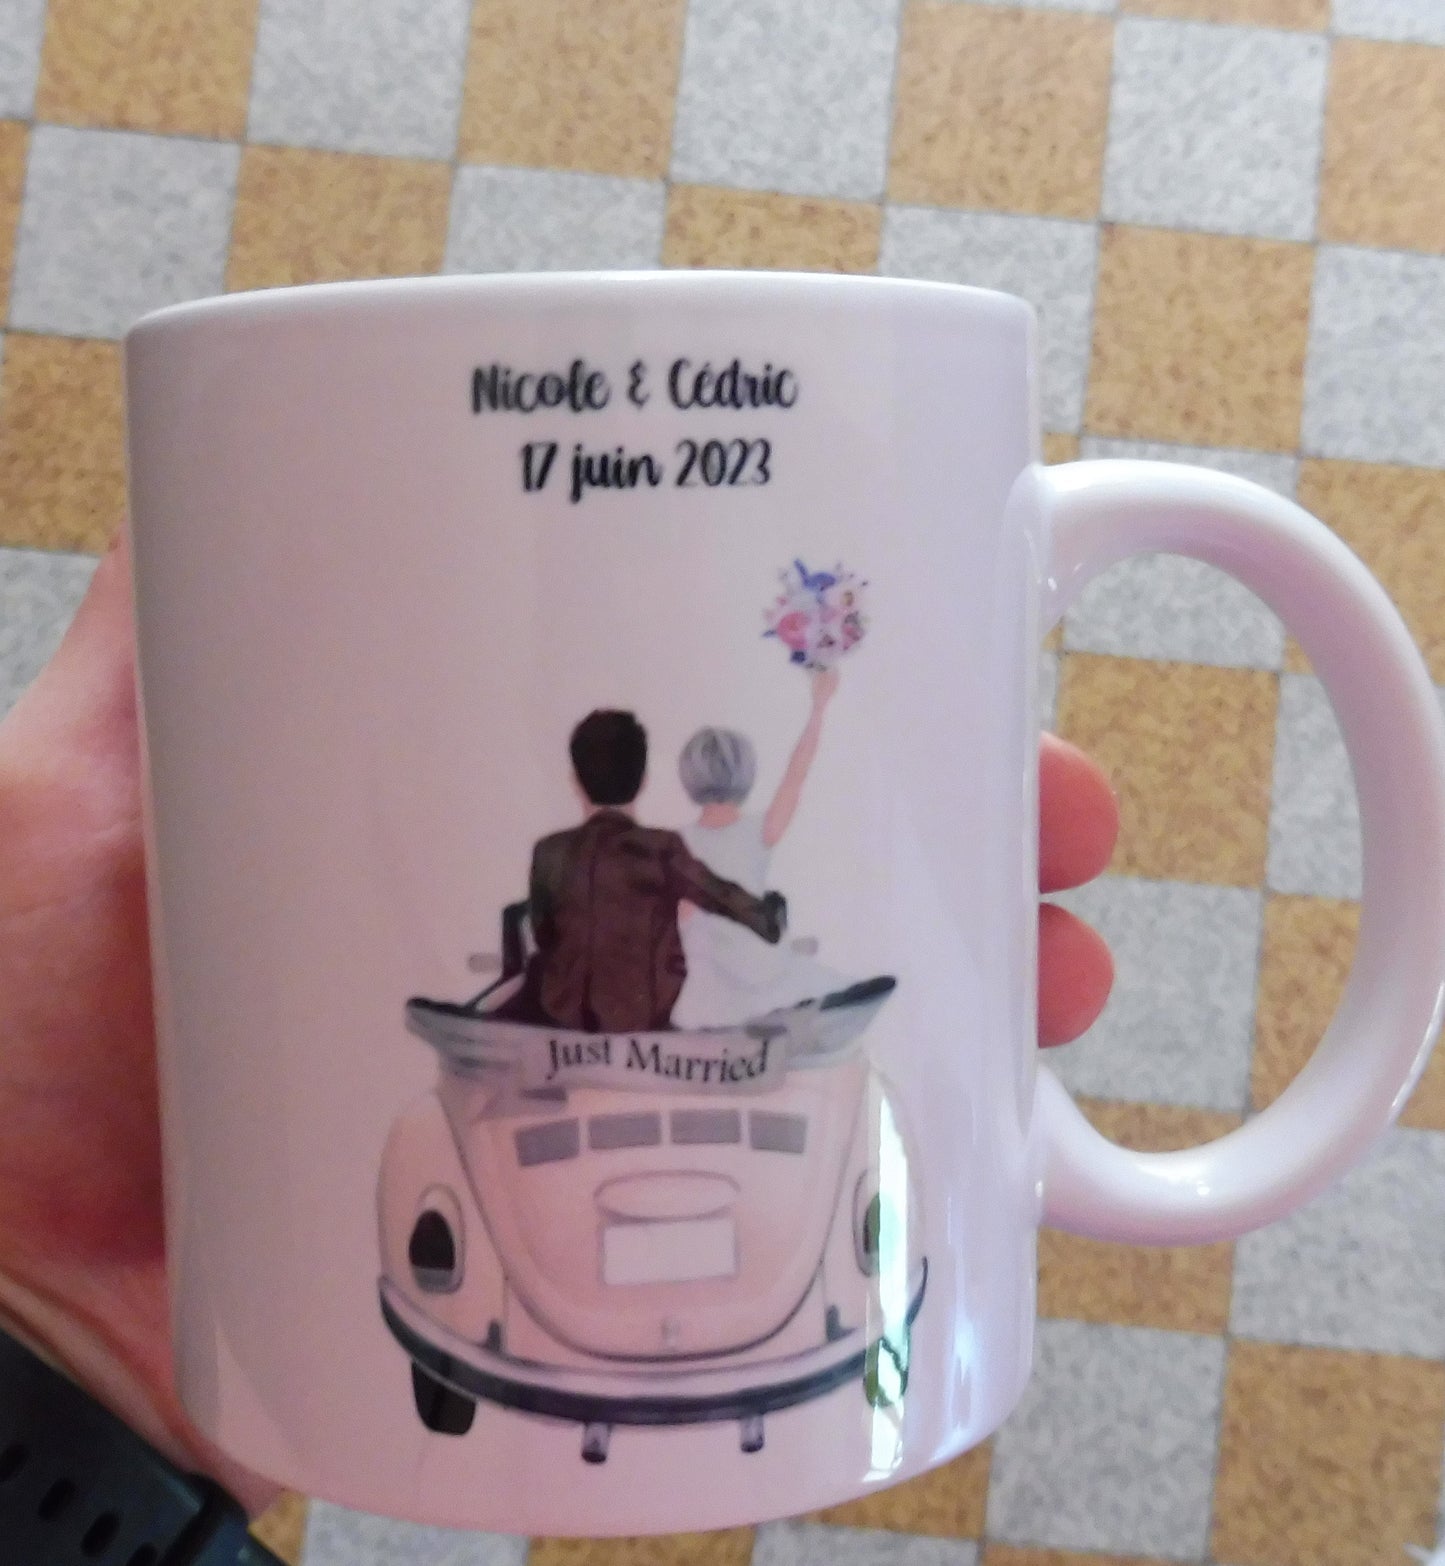 Nicole & Cédric
17 juin 2023
Just Married